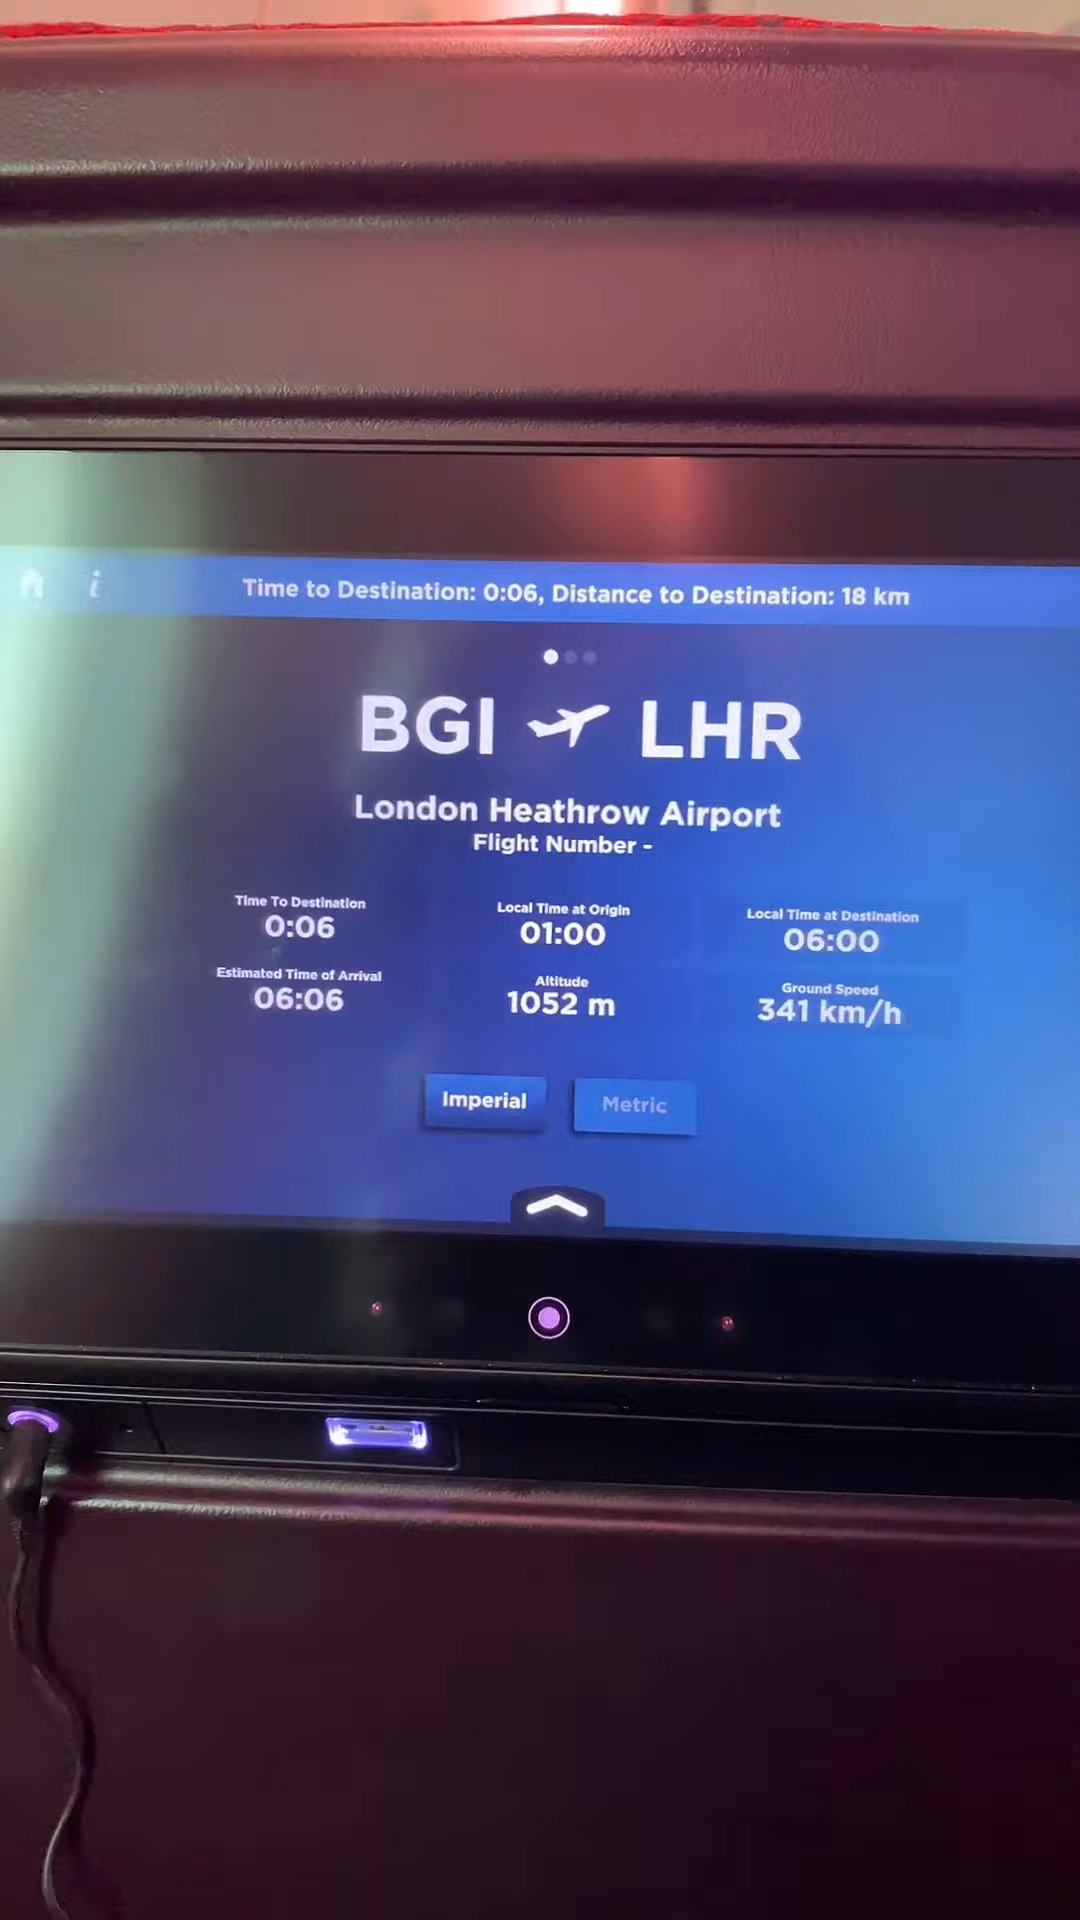 i
Time to Destination: 0:06, Distance to Destination: 18 km
BGI LHR
London Heathrow Airport
Flight Number -
Time To Destination
0:06
Local Time at Origin
01:00
Local Time at Destination
06:00
Estimated Time of Arrival
06:06
Altitude
1052 m
Ground Speed
341 km/h
Imperial
Metric